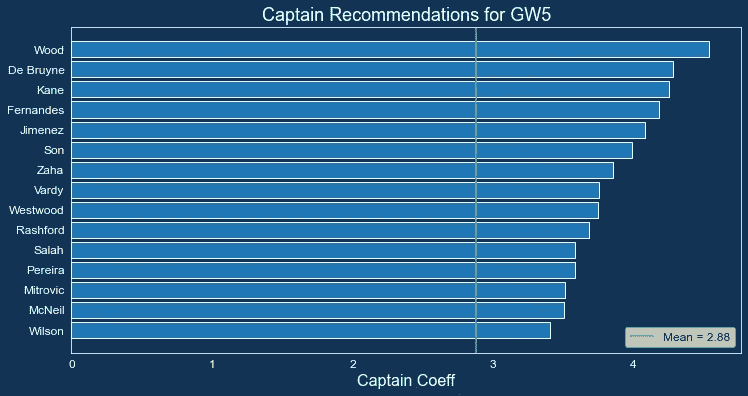 Captain Recommendations for GW5
Wood
De Bruyne
Kane
Fernandes
Jimenez
Son
Zaha
Vardy
Westwood
Rashford
Salah
Pereira
Mitrovic
McNeil
Wilson
Mean = 2.88
0 1 2 3 4
Captain Coeff